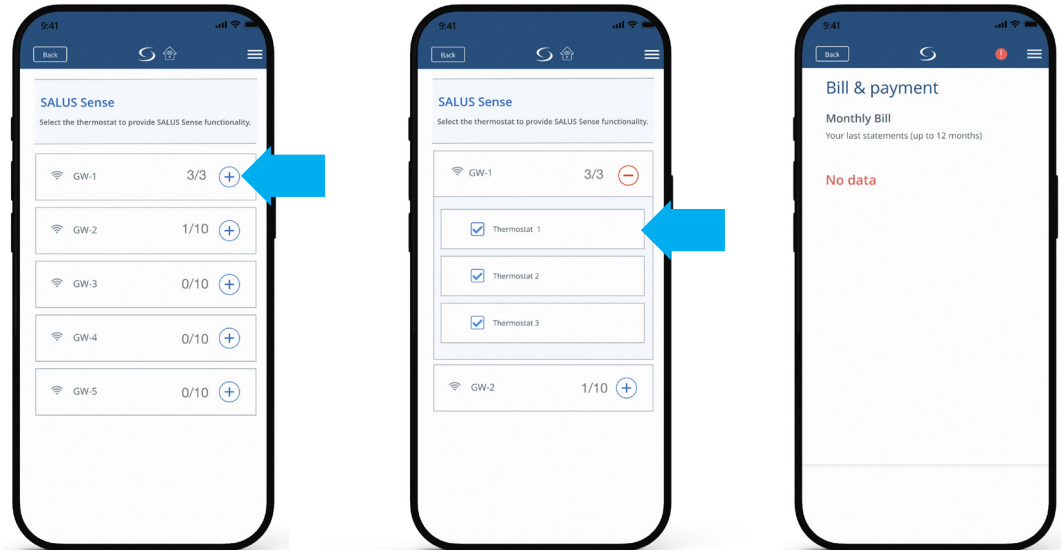 9:41
Back
SALUS Sense
Select the thermostat to provide SALUS Sense functionality.
GW-1 3/3
GW-2 1/10
GW-3 0/10
GW-4 0/10
GW-5 0/10
9:41
Back
SALUS Sense
Select the thermostat to provide SALUS Sense functionality.
GW-1 3/3
Thermostat 1
Thermostat 2
Thermostat 3
GW-2 1/10
9:41
Back
Bill & payment
Monthly Bill
Your last statements (up to 12 months)
No data